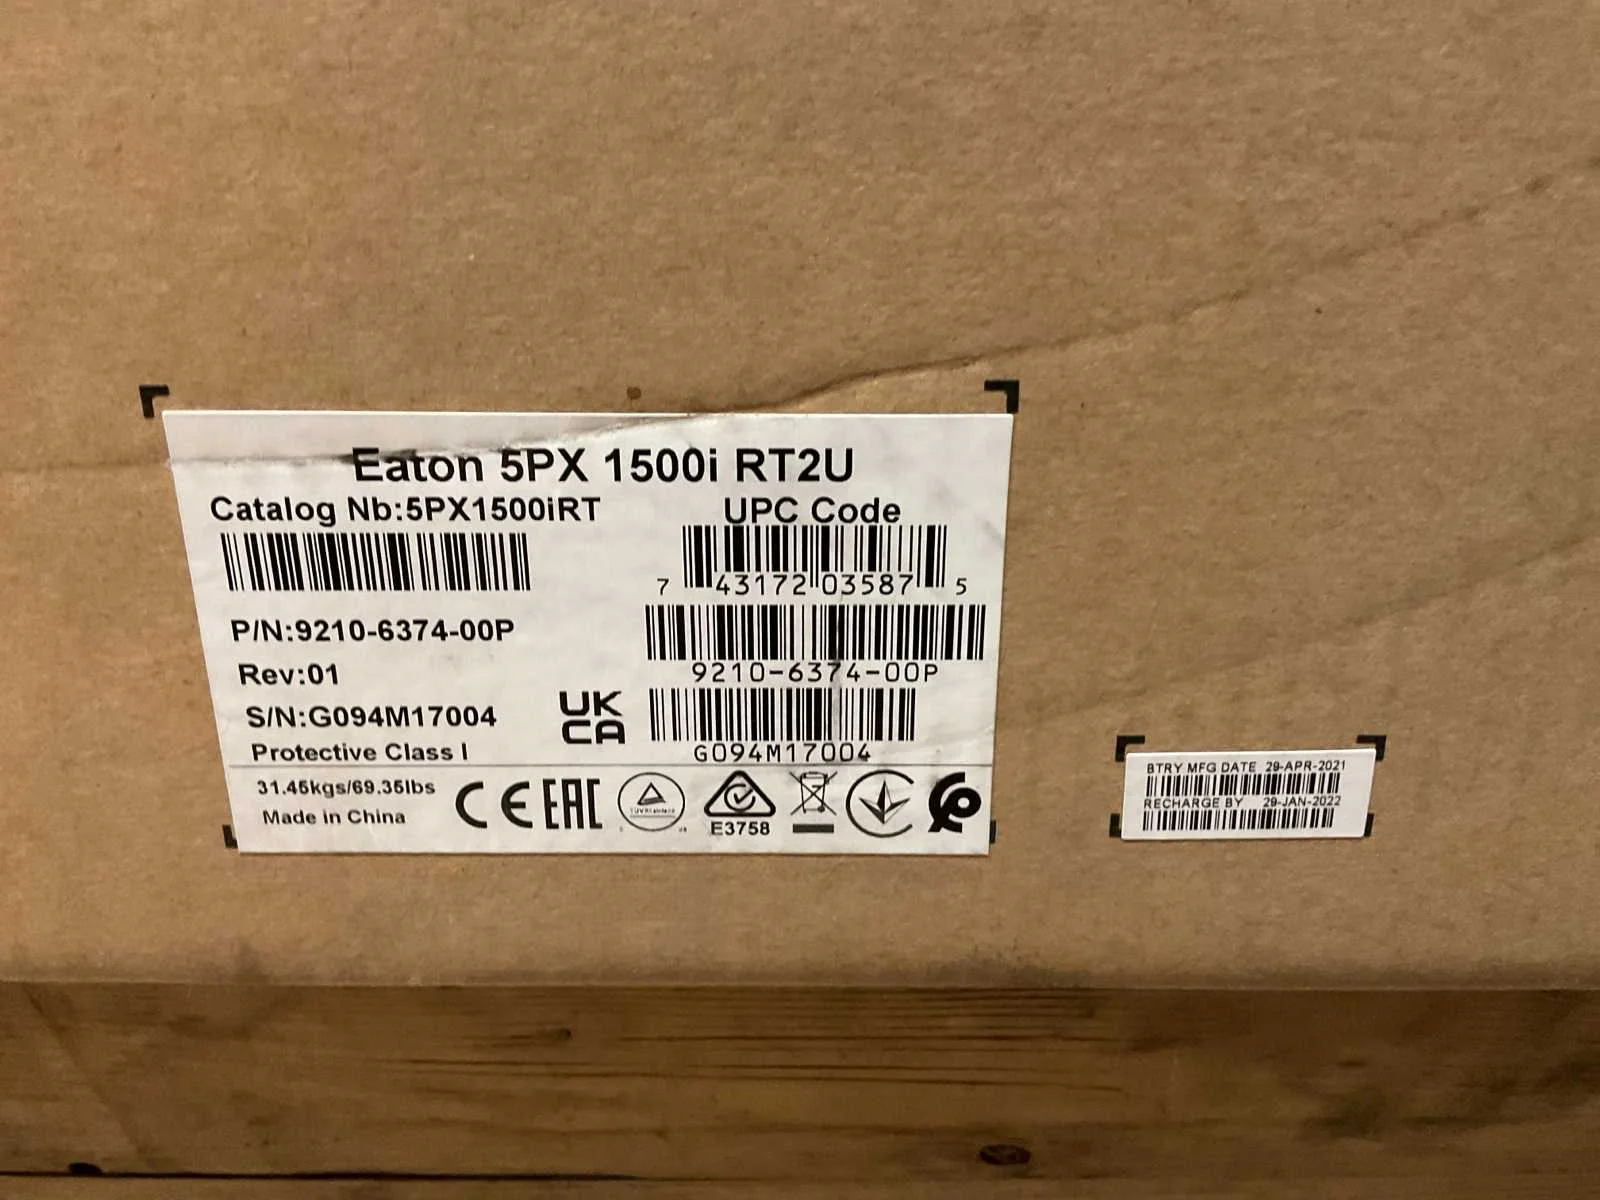 Eaton 5PX 1500i RT2U
Catalog Nb:5PX1500iRT
UPC Code
7 43172 03587 5
P/N:9210-6374-00P
9210-6374-00P
Rev:01
S/N:G094M17004
UK
CA
G094M17004
Protective Class I
31.45kgs/69.35lbs
Made in China
CE EAC
E3758
BTRY MFG DATE 29-APR-2021
RECHARGE BY 29-JAN-2022